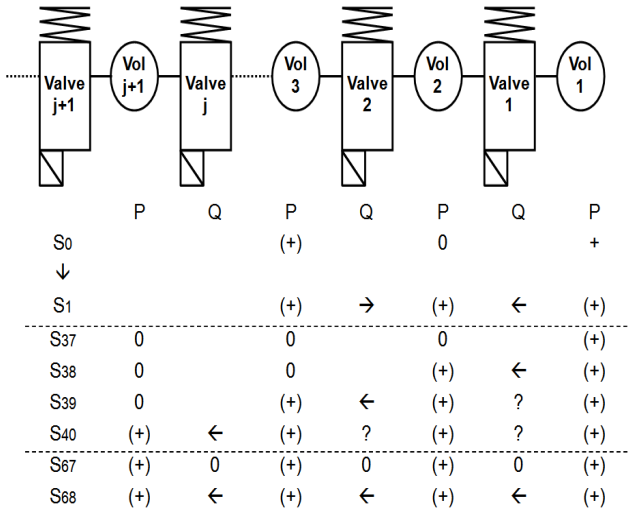 Valve j+1 Vol j+1 Valve j Vol 3 Valve 2 Vol 2 Valve 1 Vol 1
P Q P Q P Q P
S0 (+) 0 +
↓
S1 (+) → (+) ← (+)
S37 0 0 0 (+)
S38 0 0 (+) ← (+)
S39 0 (+) ← (+) ? (+)
S40 (+) ← (+) ? (+) ? (+)
S67 (+) 0 (+) 0 (+) 0 (+)
S68 (+) ← (+) ← (+) ← (+)